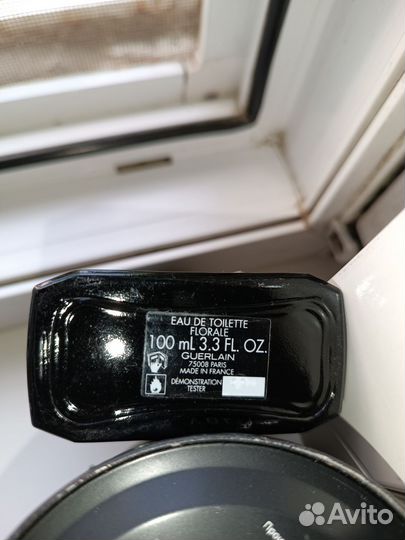 EAU DE TOILETTE
FLORALE
100 mL 3.3 FL. OZ.
GUERLAIN
75008 PARIS
MADE IN FRANCE
DÉMONSTRATION
TESTER
Avito